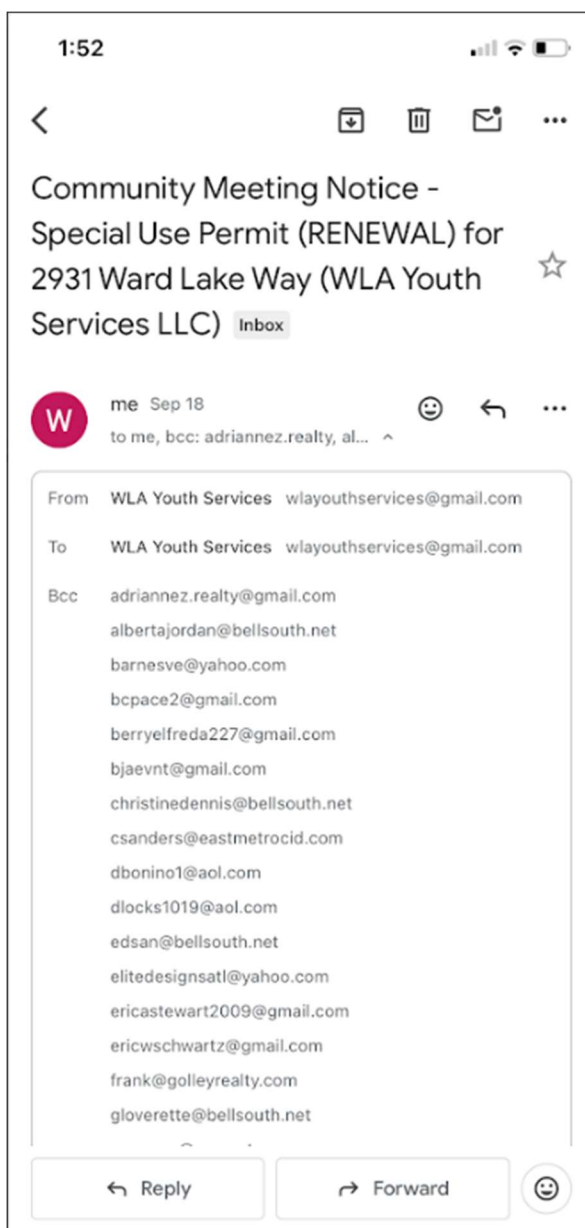 1:52
Community Meeting Notice -
Special Use Permit (RENEWAL) for
2931 Ward Lake Way (WLA Youth
Services LLC) Inbox
W
me Sep 18
to me, bcc: adriannez.realty, al...
From WLA Youth Services wlayouthservices@gmail.com
To WLA Youth Services wlayouthservices@gmail.com
Bcc adriannez.realty@gmail.com
albertajordan@bellsouth.net
barnesve@yahoo.com
bcpace2@gmail.com
berryelfreda227@gmail.com
bjaevnt@gmail.com
christinedennis@bellsouth.net
csanders@eastmetrocid.com
dbonino1@aol.com
dlocks1019@aol.com
edsan@bellsouth.net
elitedesignsatl@yahoo.com
ericastewart2009@gmail.com
ericwschwartz@gmail.com
frank@golleyrealty.com
gloverette@bellsouth.net
Reply Forward